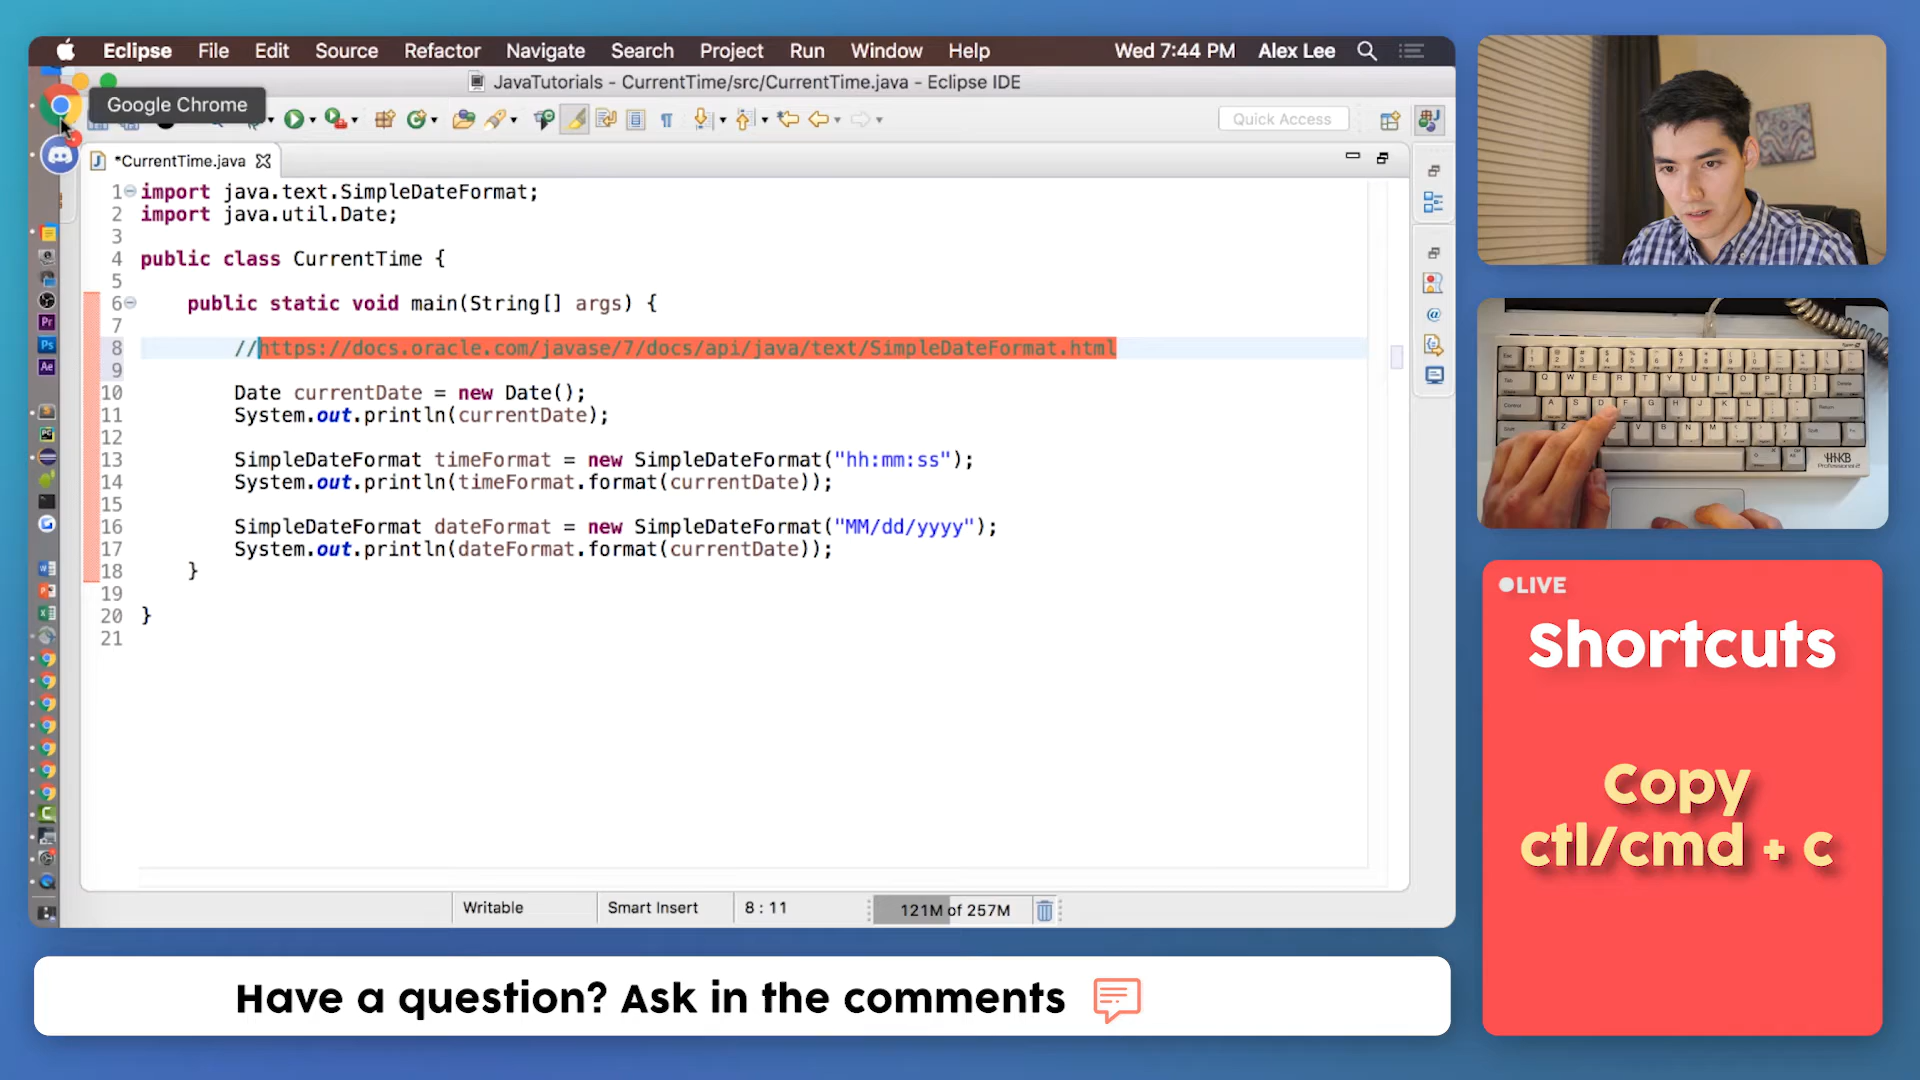 Eclipse File Edit Source Refactor Navigate Search Project Run Window Help Wed 7:44 PM Alex Lee
JavaTutorials - CurrentTime/src/CurrentTime.java - Eclipse IDE
Google Chrome
Quick Access
*CurrentTime.java
1 import java.text.SimpleDateFormat;
2 import java.util.Date;
3
4 public class CurrentTime {
5
6 public static void main(String[] args) {
7
8 //https://docs.oracle.com/javase/7/docs/api/java/text/SimpleDateFormat.html
9
10 Date currentDate = new Date();
11 System.out.println(currentDate);
12
13 SimpleDateFormat timeFormat = new SimpleDateFormat("hh:mm:ss");
14 System.out.println(timeFormat.format(currentDate));
15
16 SimpleDateFormat dateFormat = new SimpleDateFormat("MM/dd/yyyy");
17 System.out.println(dateFormat.format(currentDate));
18 }
19
20 }
21
Writable Smart Insert 8 : 11 121M of 257M
Have a question? Ask in the comments
LIVE
Shortcuts
Copy
ctl/cmd + c
Pr
Ps
Ae
HHKB